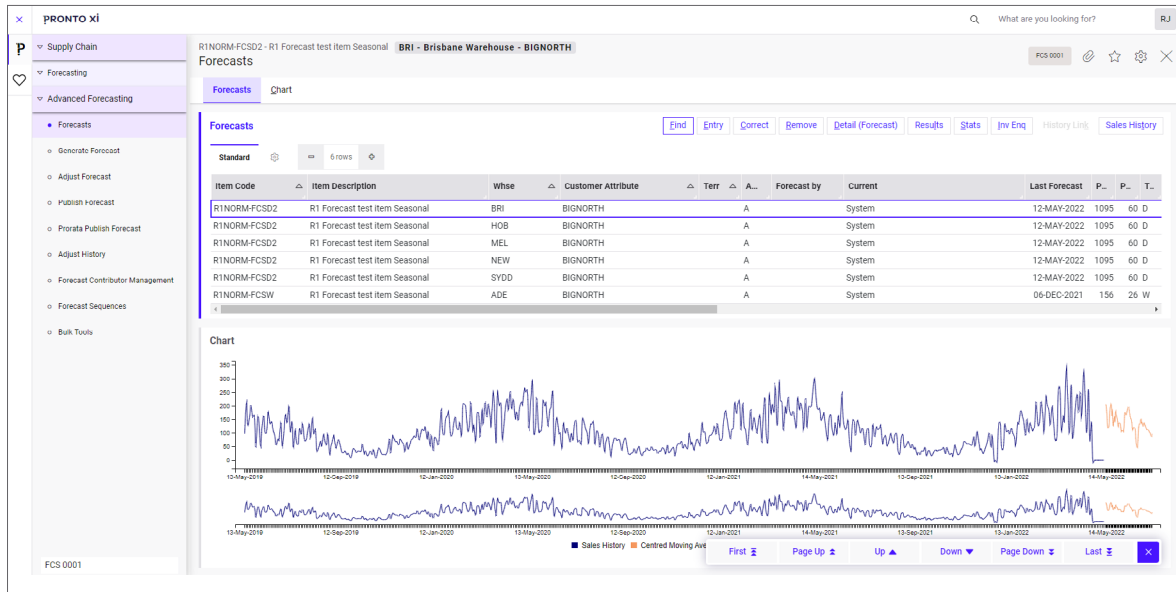 PRONTO Xi
What are you looking for?
RJ
Supply Chain
Forecasting
Advanced Forecasting
Forecasts
Generate Forecast
Adjust Forecast
Publish Forecast
Prorata Publish Forecast
Adjust History
Forecast Contributor Management
Forecast Sequences
Bulk Tools
FCS 0001
R1NORM-FCSD2 - R1 Forecast test item Seasonal BRI - Brisbane Warehouse - BIGNORTH
Forecasts
FCS 0001
Forecasts Chart
Forecasts
Find Entry Correct Remove Detail (Forecast) Results Stats Inv Enq History Link Sales History
Standard 6 rows
Item Code Item Description Whse Customer Attribute Terr A... Forecast by Current Last Forecast P... P... T...
R1NORM-FCSD2 R1 Forecast test item Seasonal BRI BIGNORTH A System 12-MAY-2022 1095 60 D
R1NORM-FCSD2 R1 Forecast test item Seasonal HOB BIGNORTH A System 12-MAY-2022 1095 60 D
R1NORM-FCSD2 R1 Forecast test item Seasonal MEL BIGNORTH A System 12-MAY-2022 1095 60 D
R1NORM-FCSD2 R1 Forecast test item Seasonal NEW BIGNORTH A System 12-MAY-2022 1095 60 D
R1NORM-FCSD2 R1 Forecast test item Seasonal SYDD BIGNORTH A System 12-MAY-2022 1095 60 D
R1NORM-FCSW R1 Forecast test item Seasonal ADE BIGNORTH A System 06-DEC-2021 156 26 W
Chart
350
300
250
200
150
100
50
0
13-May-2019 12-Sep-2019 12-Jan-2020 13-May-2020 12-Sep-2020 12-Jan-2021 14-May-2021 13-Sep-2021 13-Jan-2022 14-May-2022
13-May-2019 12-Sep-2019 12-Jan-2020 13-May-2020 12-Sep-2020 12-Jan-2021 14-May-2021 13-Sep-2021 13-Jan-2022 14-May-2022
Sales History Centred Moving Ave
First Page Up Up Down Page Down Last